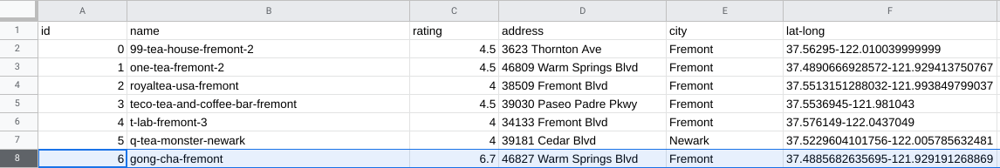 A B C D E F
1 id name rating address city lat-long
2 0 99-tea-house-fremont-2 4.5 3623 Thornton Ave Fremont 37.56295-122.010039999999
3 1 one-tea-fremont-2 4.5 46809 Warm Springs Blvd Fremont 37.4890666928572-121.929413750767
4 2 royaltea-usa-fremont 4 38509 Fremont Blvd Fremont 37.5513151288032-121.993849799037
5 3 teco-tea-and-coffee-bar-fremont 4.5 39030 Paseo Padre Pkwy Fremont 37.5536945-121.981043
6 4 t-lab-fremont-3 4 34133 Fremont Blvd Fremont 37.576149-122.0437049
7 5 q-tea-monster-newark 4 39181 Cedar Blvd Newark 37.5229604101756-122.005785632481
8 6 gong-cha-fremont 6.7 46827 Warm Springs Blvd Fremont 37.4885682635695-121.929191268869